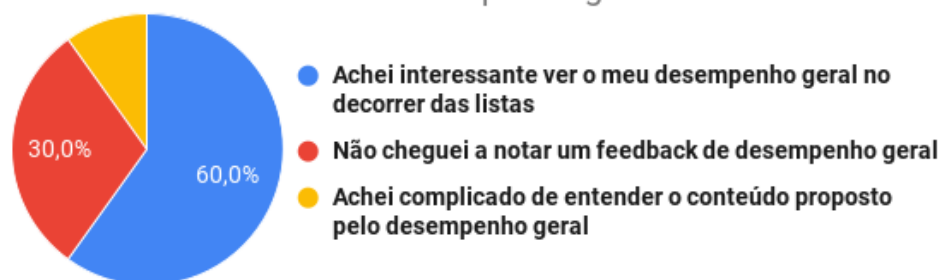 Achei interessante ver o meu desempenho geral no
decorrer das listas
30,0%
Não cheguei a notar um feedback de desempenho geral
60,0%
Achei complicado de entender o conteúdo proposto
pelo desempenho geral